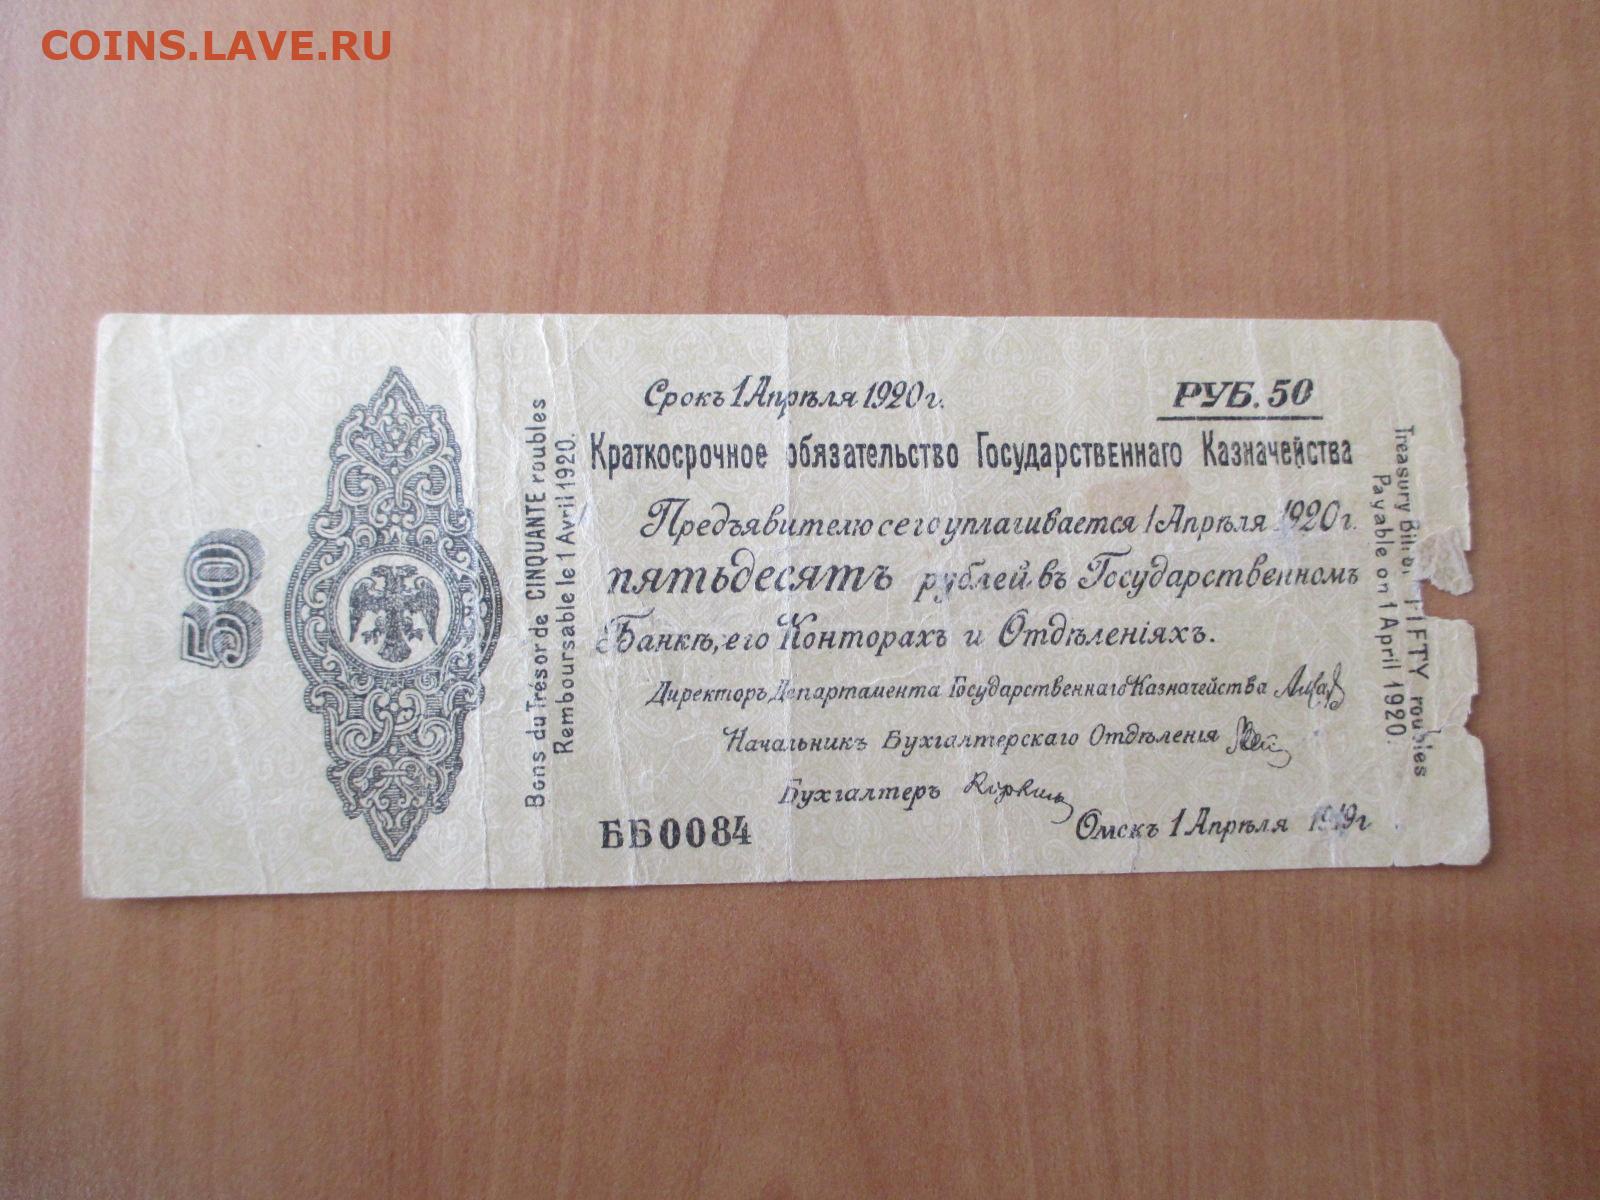 COINS.LAVE.RU
50
Bons du Trésor de CINQUANTE roubles
Remboursable le 1 Avril 1920.
Срокъ 1 Апрѣля 1920 г.
РУБ. 50
Краткосрочное обязательство Государственнаго Казначейства
Предъявителю сего уплачивается 1 Апрѣля 1920 г.
пятьдесятъ рублей въ Государственномъ
Банкѣ, его Конторахъ и Отдѣленіяхъ.
Директоръ Департамента Государственнаго Казначейства
Начальникъ Бухгалтерскаго Отдѣленія
Бухгалтеръ
ББ0084
Омскъ 1 Апрѣля 1919 г
Treasury FIFTY roubles
Payable on 1 April 1920.